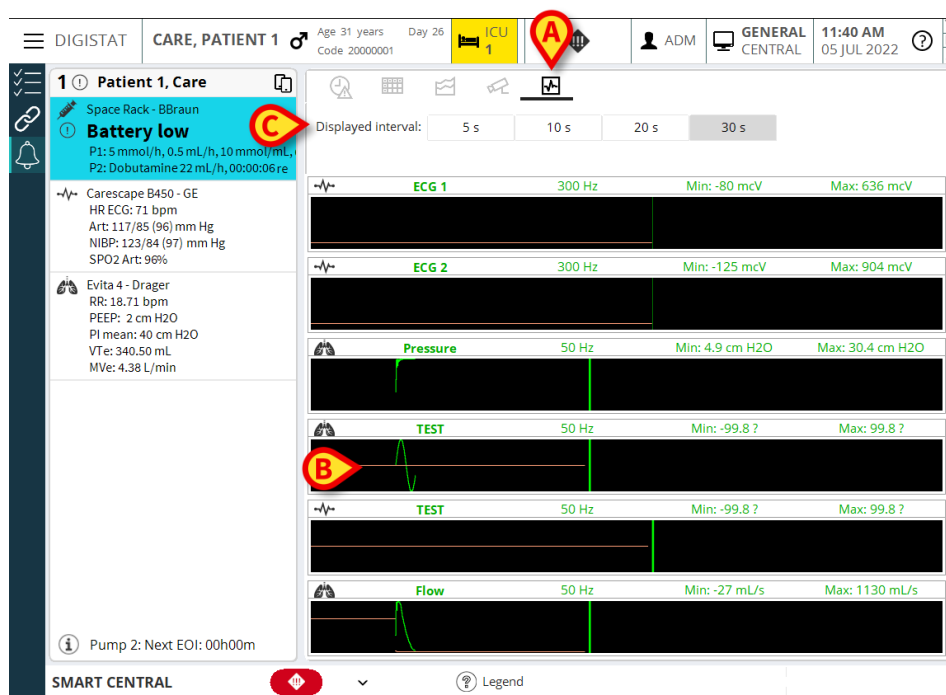 DIGISTAT
CARE, PATIENT 1
Age 31 years Day 26
Code 20000001
ICU
1
A
!!!
ADM
GENERAL
CENTRAL
11:40 AM
05 JUL 2022
?
1 Patient 1, Care
Space Rack - BBraun
Battery low
P1: 5 mmol/h, 0.5 mL/h, 10 mmol/mL,
P2: Dobutamine 22 mL/h, 00:00:06 re
Carescape B450 - GE
HR ECG: 71 bpm
Art: 117/85 (96) mm Hg
NIBP: 123/84 (97) mm Hg
SPO2 Art: 96%
Evita 4 - Drager
RR: 18.71 bpm
PEEP: 2 cm H2O
PI mean: 40 cm H2O
VTe: 340.50 mL
MVe: 4.38 L/min
Pump 2: Next EOI: 00h00m
C
Displayed interval: 5 s 10 s 20 s 30 s
ECG 1 300 Hz Min: -80 mcV Max: 636 mcV
ECG 2 300 Hz Min: -125 mcV Max: 904 mcV
Pressure 50 Hz Min: 4.9 cm H2O Max: 30.4 cm H2O
TEST 50 Hz Min: -99.8 ? Max: 99.8 ?
B
TEST 50 Hz Min: -99.8 ? Max: 99.8 ?
Flow 50 Hz Min: -27 mL/s Max: 1130 mL/s
SMART CENTRAL
!!!
? Legend